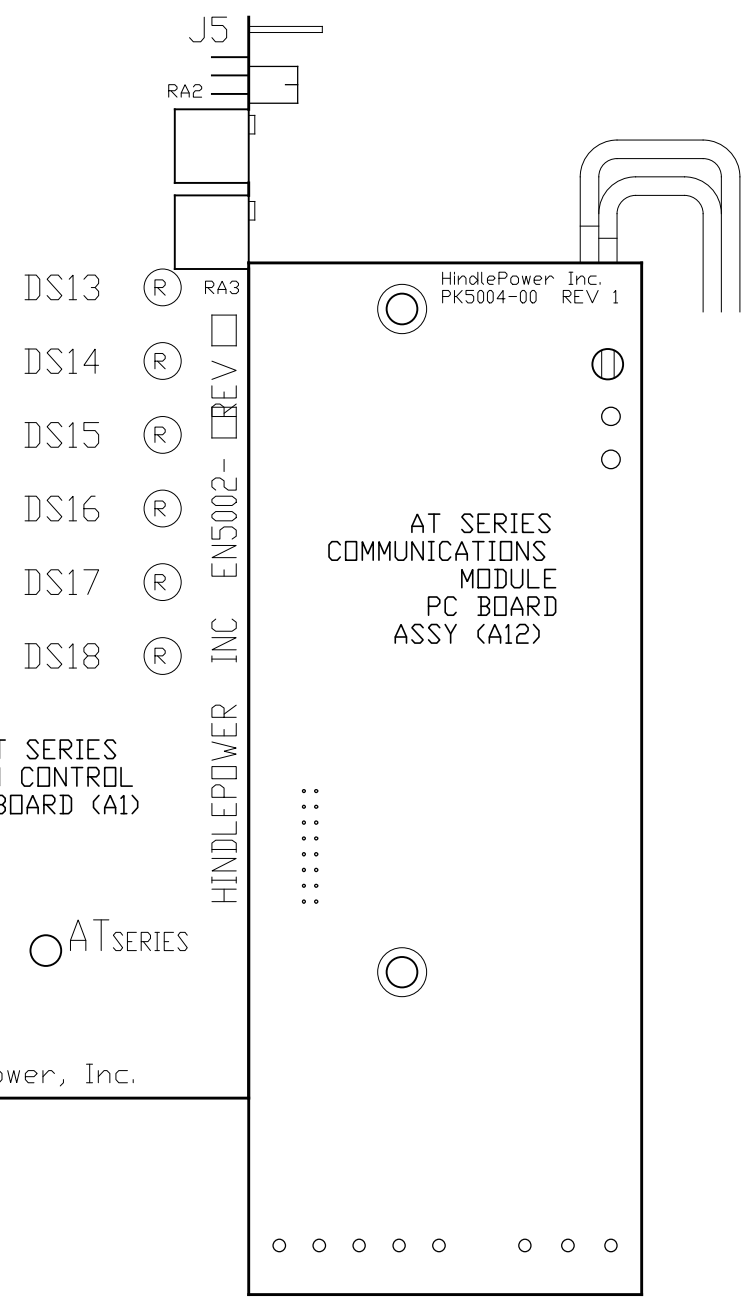 J5
RA2
HindlePower Inc.
PK5004-00 REV 1
DS13 R RA3
DS14 R
DS15 R
DS16 R
DS17 R
DS18 R
HINDLEPOWER INC EN5002- REV
AT SERIES
COMMUNICATIONS
MODULE
PC BOARD
ASSY (A12)
T SERIES
CONTROL
BOARD (A1)
AT SERIES
ower, Inc.